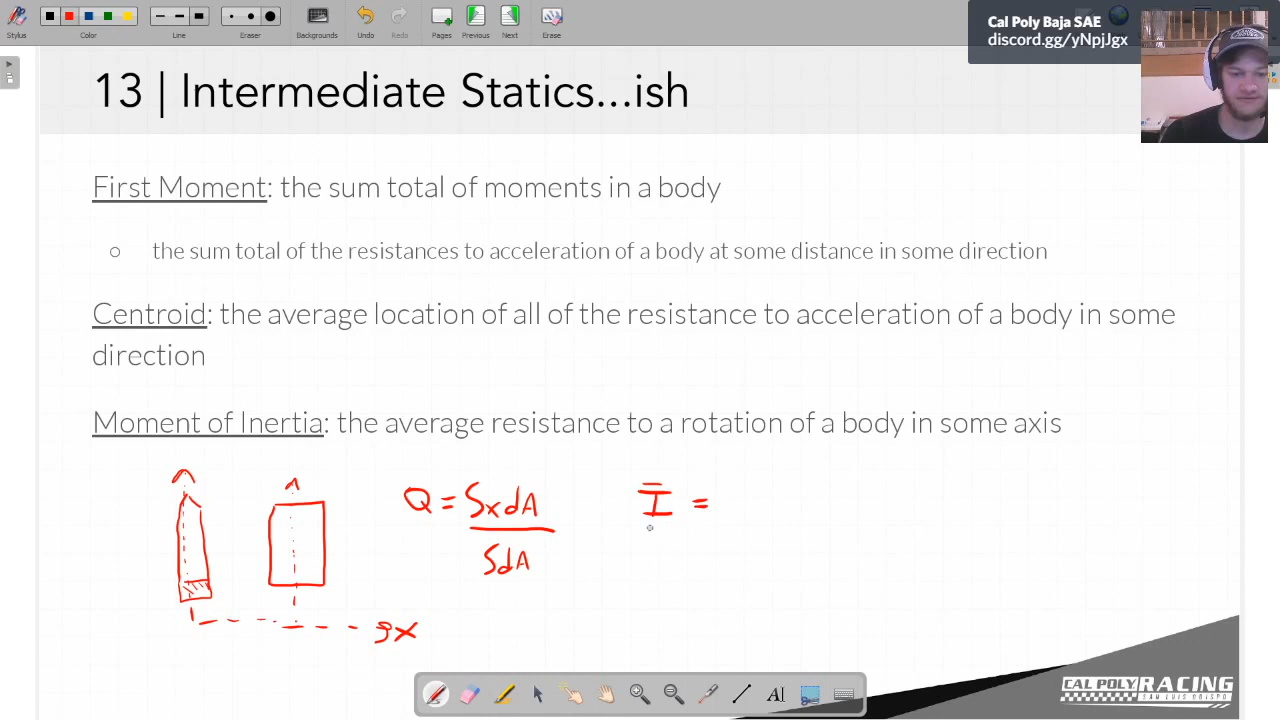 Stylus
Color
Line
Eraser
Backgrounds
Undo
Redo
Pages
Previous
Next
Erase
Cal Poly Baja SAE
discord.gg/yNpjJgx
13 | Intermediate Statics...ish
First Moment: the sum total of moments in a body
○ the sum total of the resistances to acceleration of a body at some distance in some direction
Centroid: the average location of all of the resistance to acceleration of a body in some
direction
Moment of Inertia: the average resistance to a rotation of a body in some axis
Q = ∫xdA
∫dA
Ī =
x
AI
CAL POLY RACING
SAN LUIS OBISPO